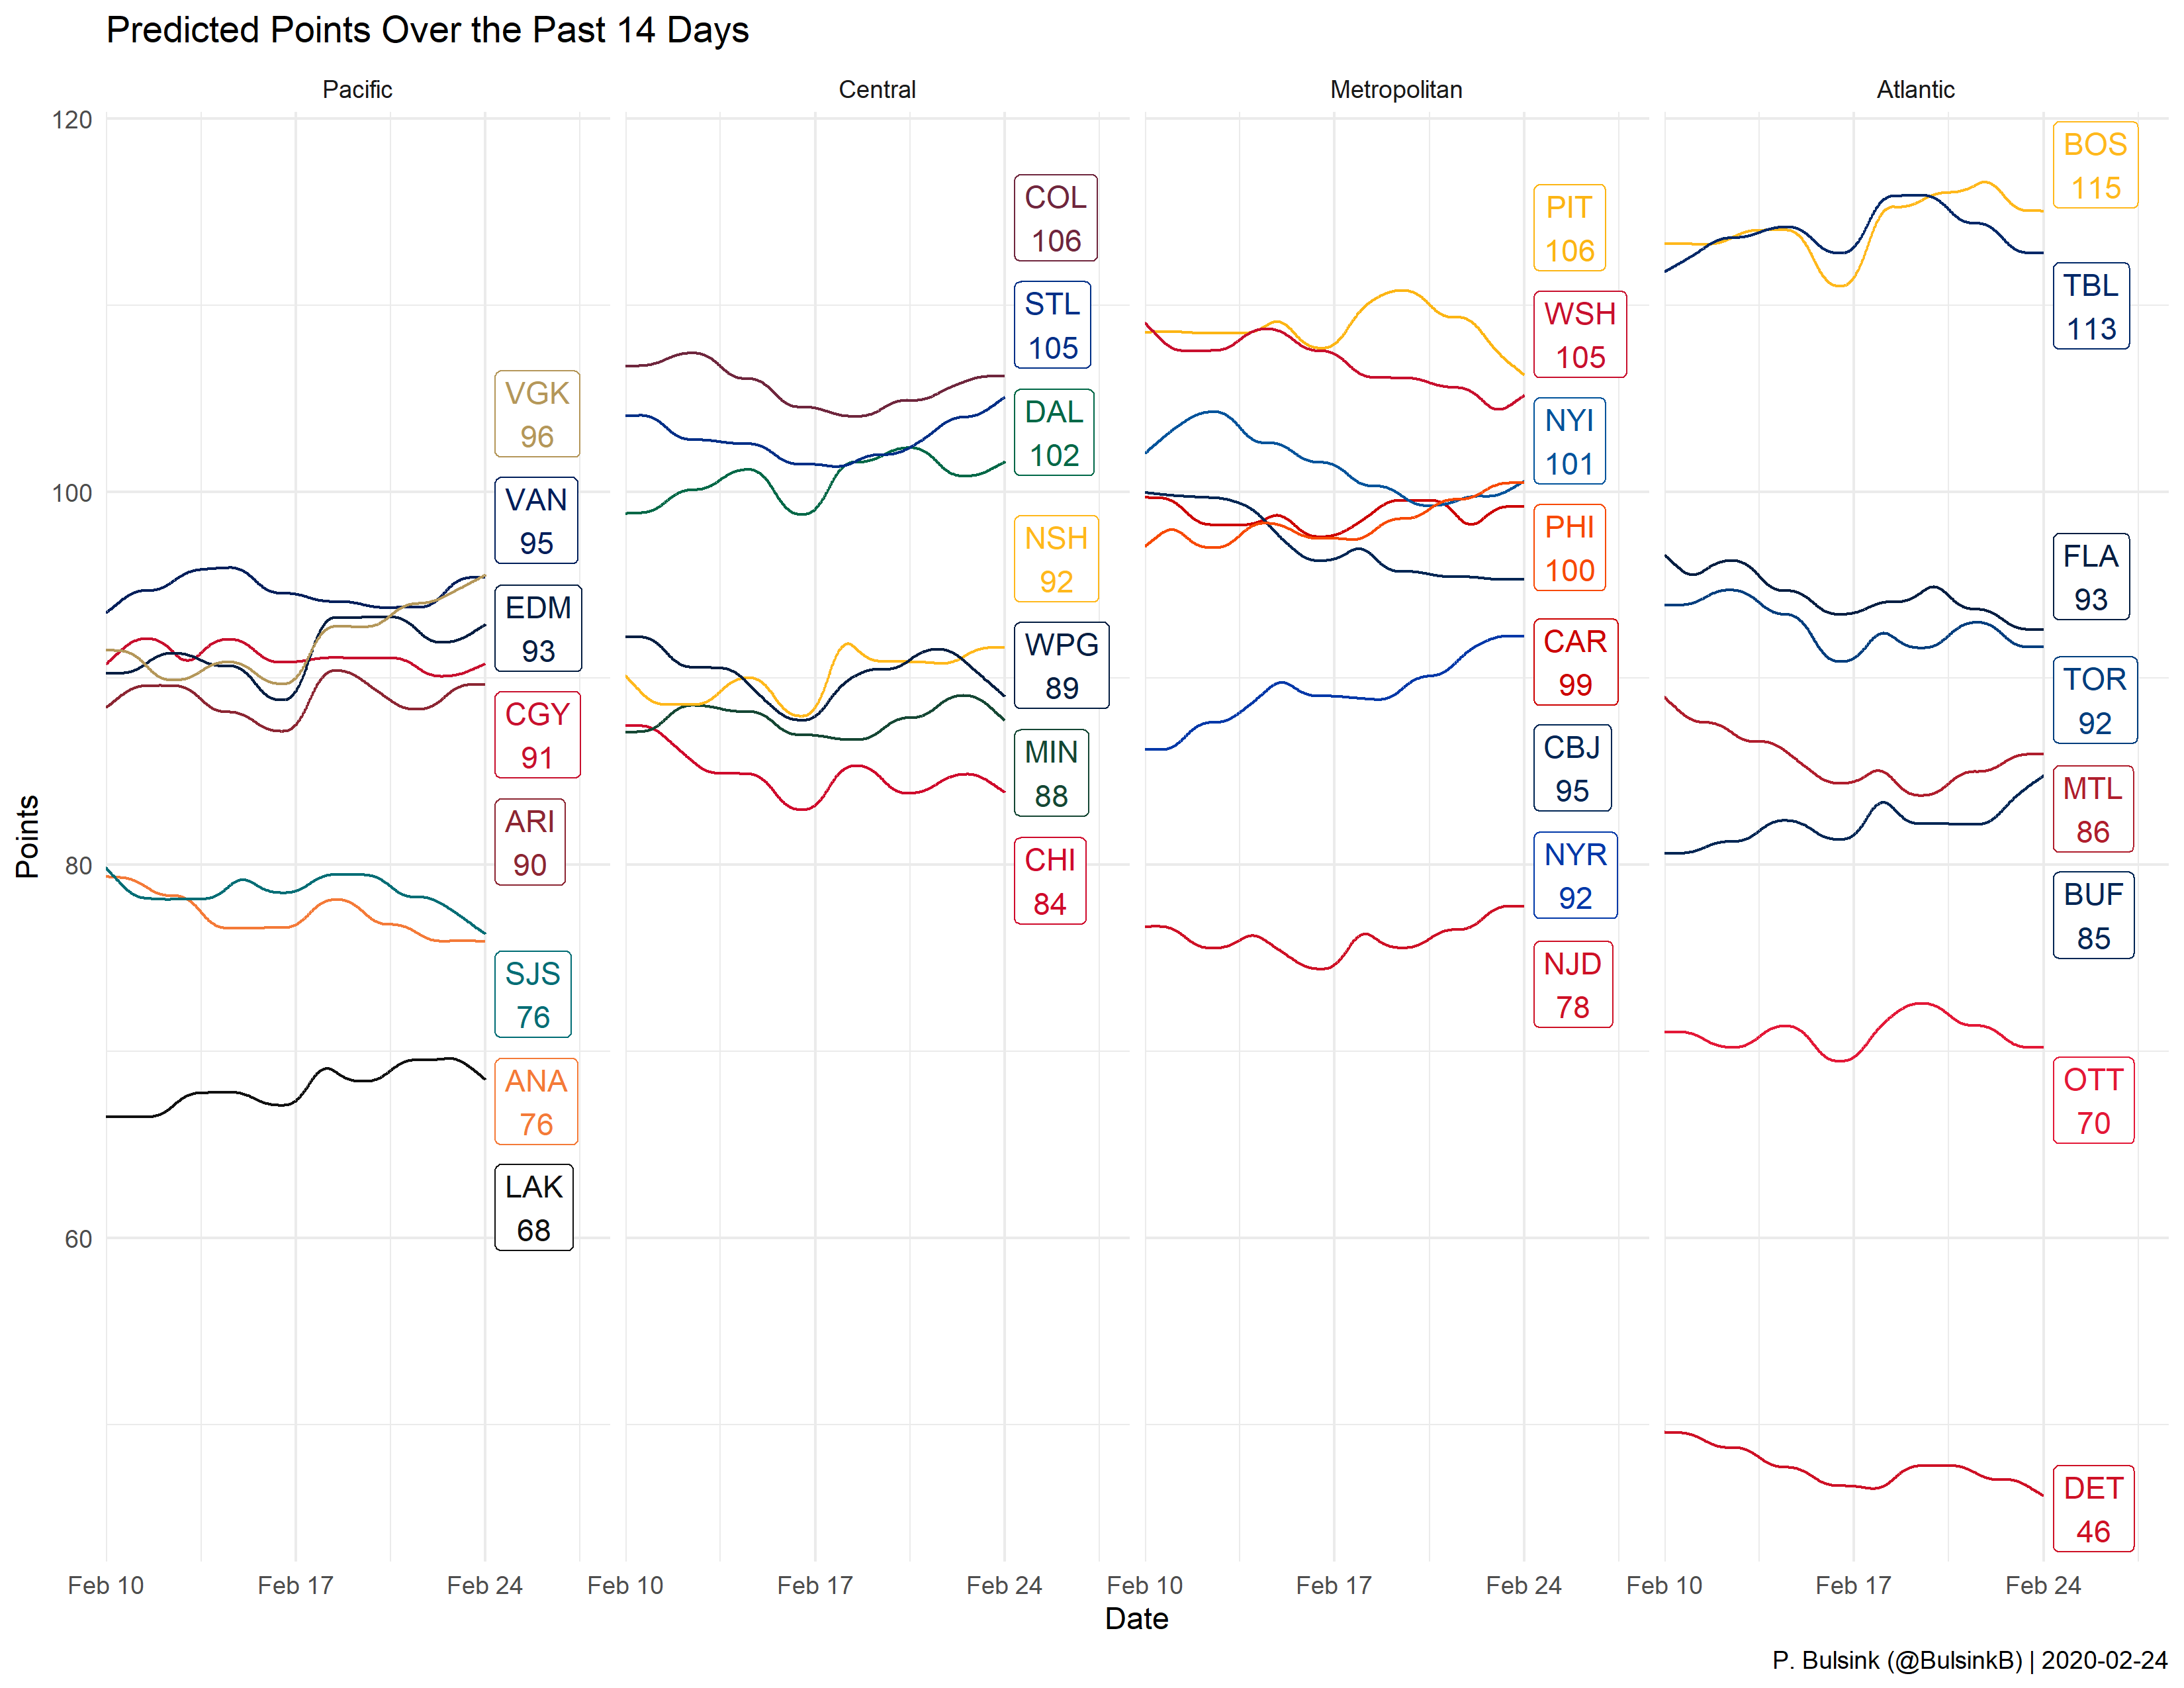 Predicted Points Over the Past 14 Days
Pacific
Central
Metropolitan
Atlantic
Points
120
100
80
60
VGK
96
VAN
95
EDM
93
CGY
91
ARI
90
SJS
76
ANA
76
LAK
68
COL
106
STL
105
DAL
102
NSH
92
WPG
89
MIN
88
CHI
84
PIT
106
WSH
105
NYI
101
PHI
100
CAR
99
CBJ
95
NYR
92
NJD
78
BOS
115
TBL
113
FLA
93
TOR
92
MTL
86
BUF
85
OTT
70
DET
46
Feb 10
Feb 17
Feb 24
Feb 10
Feb 17
Feb 24
Feb 10
Feb 17
Feb 24
Feb 10
Feb 17
Feb 24
Date
P. Bulsink (@BulsinkB) | 2020-02-24